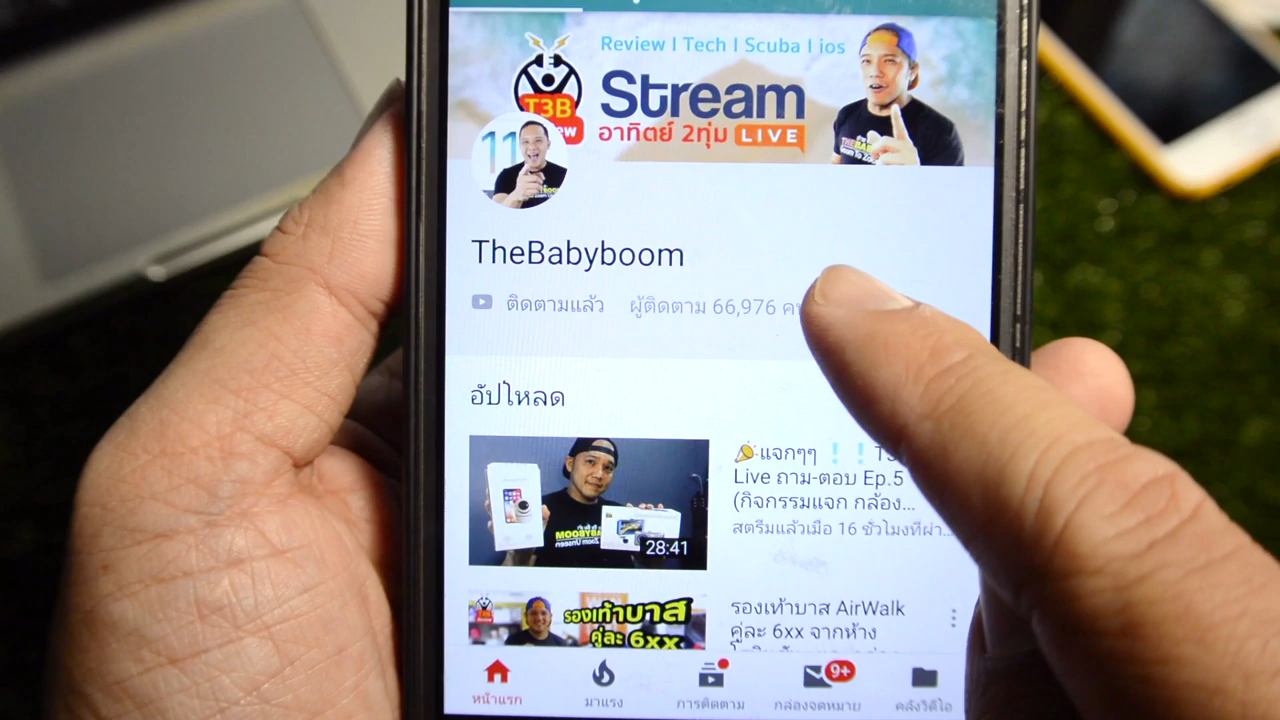 Review | Tech | Scuba | ios
Stream
อาทิตย์ 2ทุ่ม LIVE
T3B
11
TheBabyboom
ติดตามแล้ว ผู้ติดตาม 66,976
อัปโหลด
แจกๆๆ
Live ถาม-ตอบ Ep.5
(กิจกรรมแจก กล้อง...
สตรีมแล้วเมื่อ 16 ชั่วโมงที่ผ่า...
28:41
รองเท้าบาส
คู่ละ 6xx
รองเท้าบาส AirWalk
คู่ละ 6xx จากห้าง
9+
หน้าแรก
มาแรง
การติดตาม
กล่องจดหมาย
คลังวิดีโอ